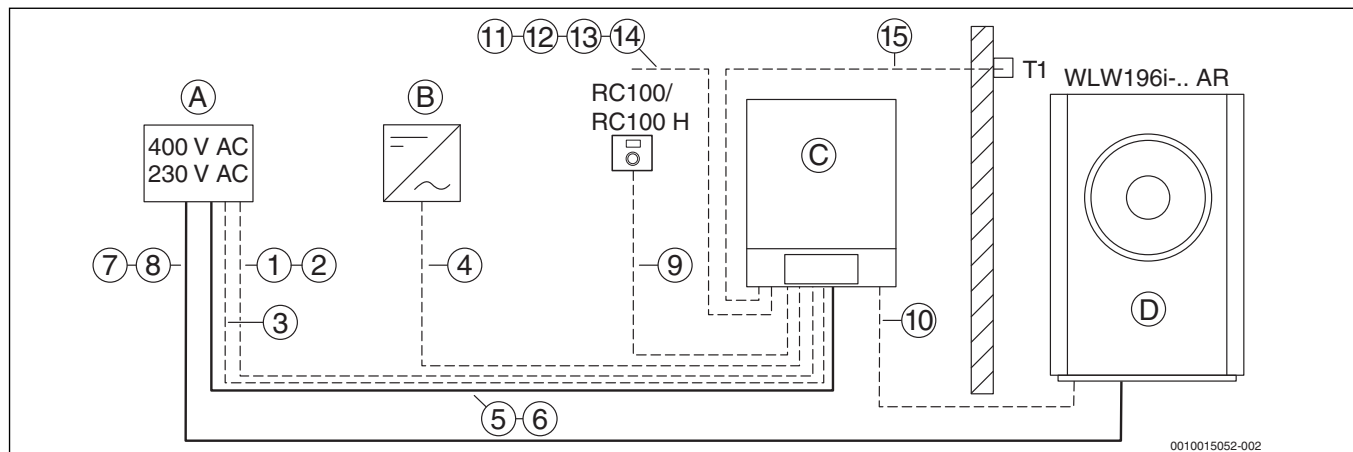 11 12 13 14
15
T1
WLW196i-.. AR
RC100/
RC100 H
A
B
400 V AC
230 V AC
C
7 8
1 2
4
9
3
10
D
5 6
0010015052-002